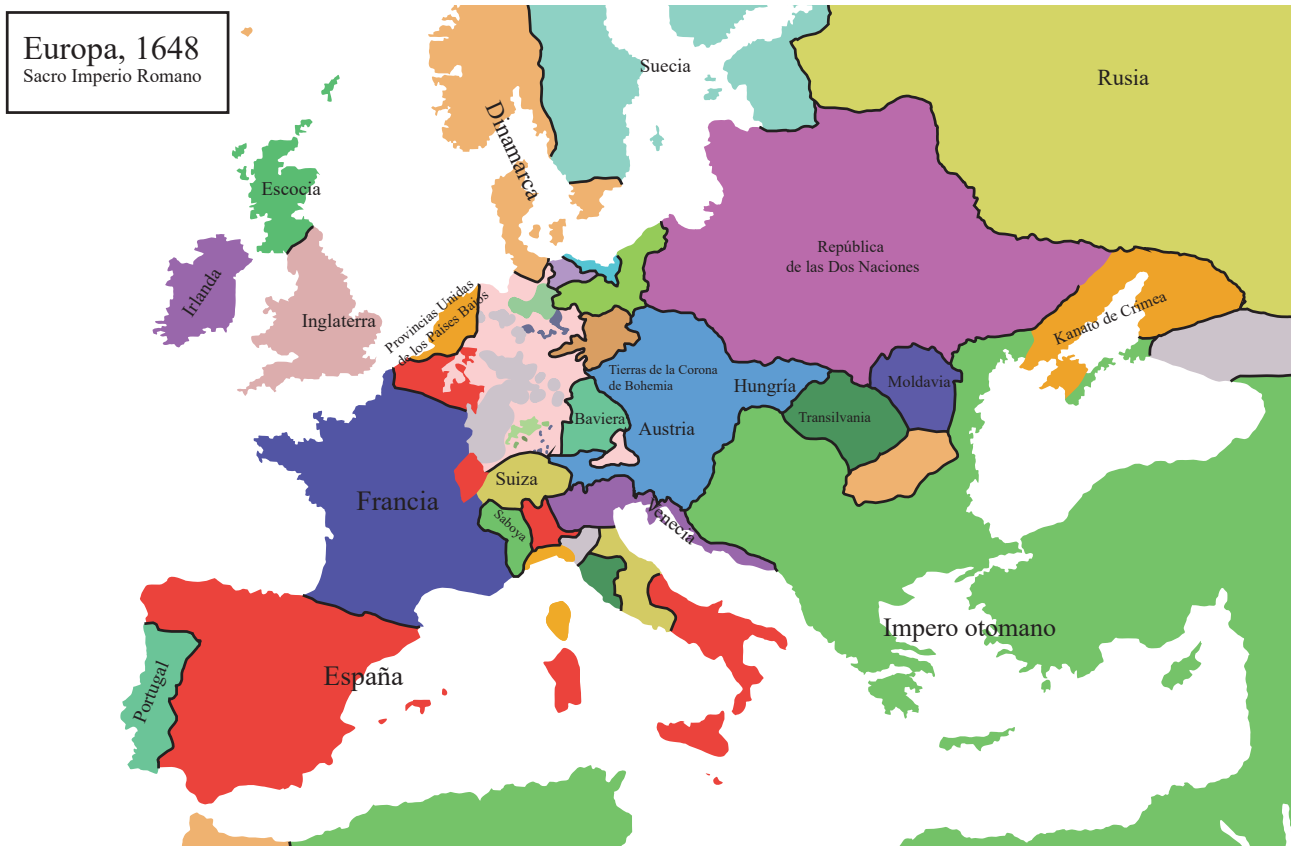 Europa, 1648
Sacro Imperio Romano
Suecia
Rusia
Dinamarca
Escocia
Irlanda
Inglaterra
Provincias Unidas
de los Países Bajos
República
de las Dos Naciones
Kanato de Crimea
Tierras de la Corona
de Bohemia
Hungría
Moldavia
Baviera
Austria
Transilvania
Suiza
Francia
Saboya
Venecia
Impero otomano
España
Portugal